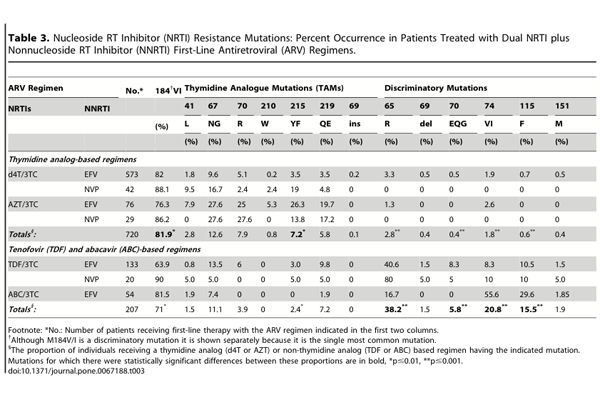 Table 3. Nucleoside RT Inhibitor (NRTI) Resistance Mutations: Percent Occurrence in Patients Treated with Dual NRTI plus
Nonnucleoside RT Inhibitor (NNRTI) First-Line Antiretroviral (ARV) Regimens.
ARV Regimen No.* 184†VI Thymidine Analogue Mutations (TAMs) Discriminatory Mutations
NRTIs NNRTI 41 67 70 210 215 219 69 65 69 70 74 115 151
(%) L NG R W YF QE ins R del EQG VI F M
(%) (%) (%) (%) (%) (%) (%) (%) (%) (%) (%) (%) (%)
Thymidine analog-based regimens
d4T/3TC EFV 573 82 1.8 9.6 5.1 0.2 3.5 3.5 0.2 3.3 0.5 0.5 1.9 0.7 0.5
NVP 42 88.1 9.5 16.7 2.4 2.4 19 4.8 0 0 0 0 0 0 0
AZT/3TC EFV 76 76.3 7.9 27.6 25 5.3 26.3 19.7 0 1.3 0 0 2.6 0 0
NVP 29 86.2 0 27.6 27.6 0 13.8 17.2 0 0 0 0 0 0 0
Totals§: 720 81.9* 2.8 12.6 7.9 0.8 7.2* 5.8 0.1 2.8** 0.4 0.4** 1.8** 0.6** 0.4
Tenofovir (TDF) and abacavir (ABC)-based regimens
TDF/3TC EFV 133 63.9 0.8 13.5 6 0 3.0 9.8 0 40.6 1.5 8.3 8.3 10.5 1.5
NVP 20 90 5.0 5.0 0 0 5.0 5.0 0 80 5.0 5 10 10 5.0
ABC/3TC EFV 54 81.5 1.9 7.4 0 0 0 1.9 0 16.7 0 0 55.6 29.6 1.85
Totals§: 207 71* 1.5 11.1 3.9 0 2.4* 7.2 0 38.2** 1.5 5.8** 20.8** 15.5** 1.9
Footnote: *No.: Number of patients receiving first-line therapy with the ARV regimen indicated in the first two columns.
†Although M184V/I is a discriminatory mutation it is shown separately because it is the single most common mutation.
§The proportion of individuals receiving a thymidine analog (d4T or AZT) or non-thymidine analog (TDF or ABC) based regimen having the indicated mutation.
Mutations for which there were statistically significant differences between these proportions are in bold, *p≤0.01, **p≤0.001.
doi:10.1371/journal.pone.0067188.t003